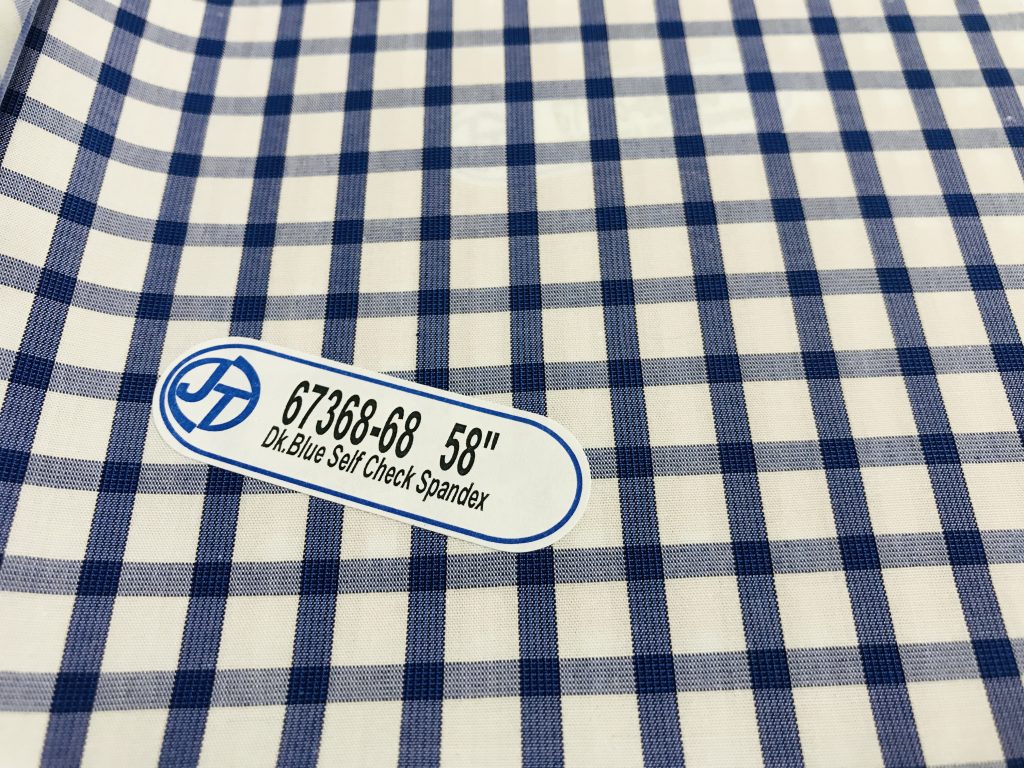 JT
67368-68 58"
Dk.Blue Self Check Spandex